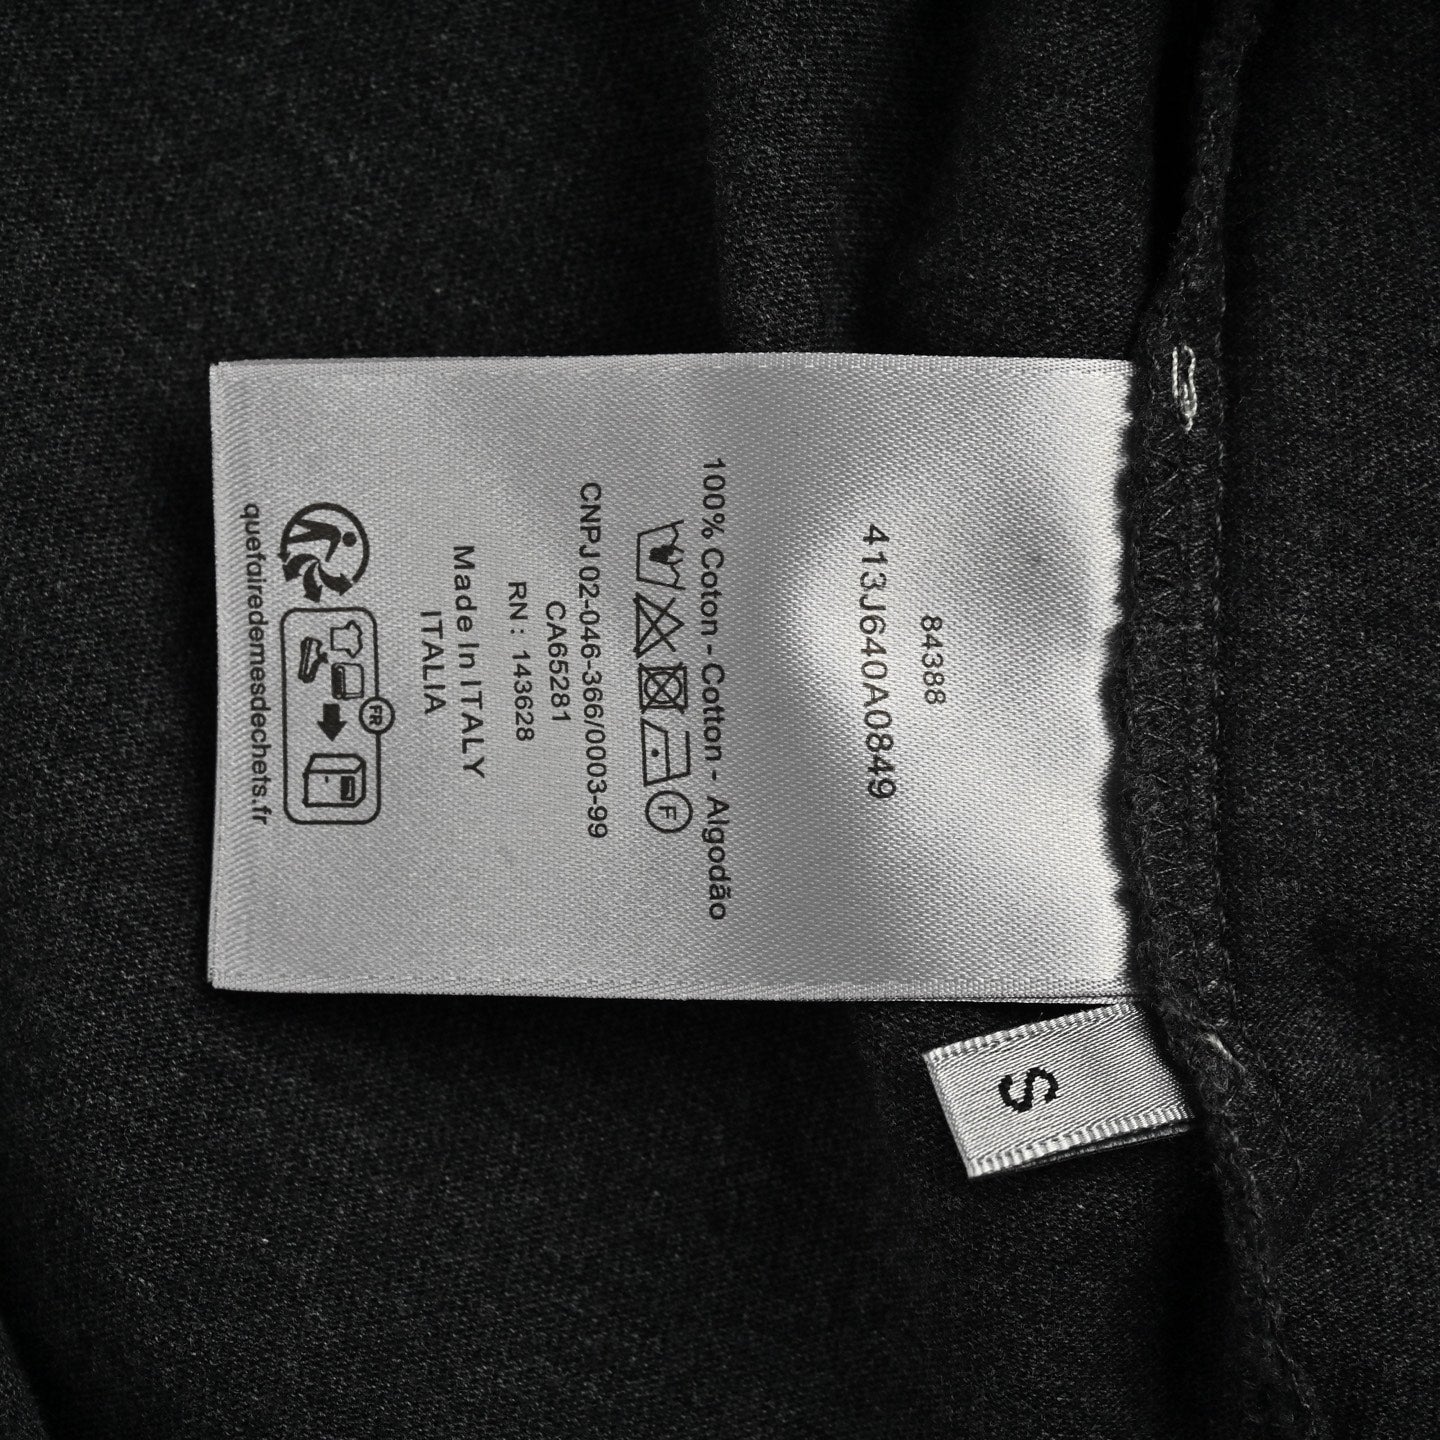 84388
413J640A0849
100% Coton - Cotton - Algodão
F
CNPJ 02-046-366/0003-99
CA65281
RN : 143628
Made In ITALY
ITALIA
FR
quefairedemesdechets.fr
S